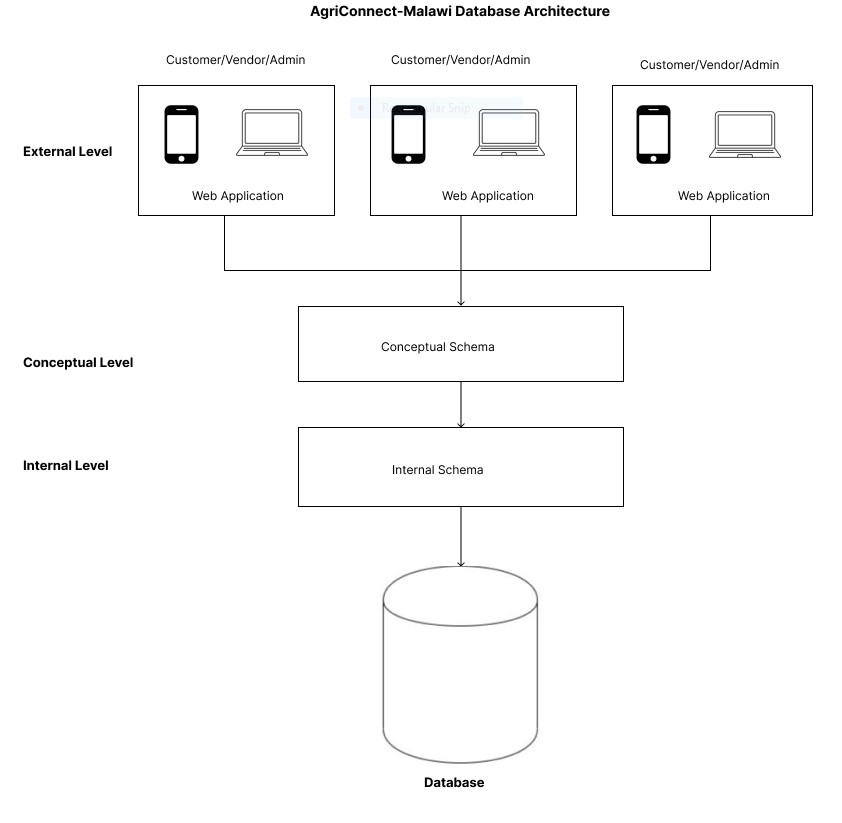 AgriConnect-Malawi Database Architecture
Customer/Vendor/Admin
Customer/Vendor/Admin
Customer/Vendor/Admin
External Level
Web Application
Web Application
Web Application
Conceptual Schema
Conceptual Level
Internal Level
Internal Schema
Database